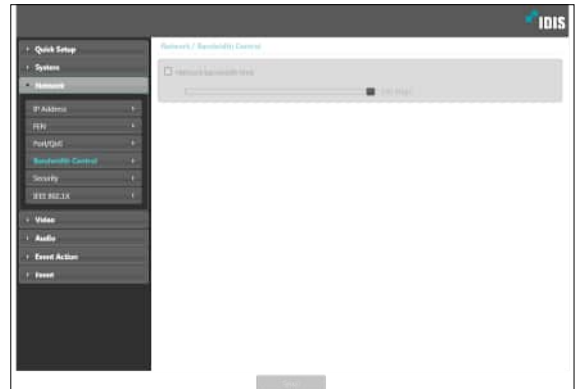 IDIS
Quick Setup
System
Network
IP Address
FEN
Port/QoS
Bandwidth Control
Security
IEEE 802.1X
Video
Audio
Event Action
Event
Network / Bandwidth Control
Network bandwidth limit